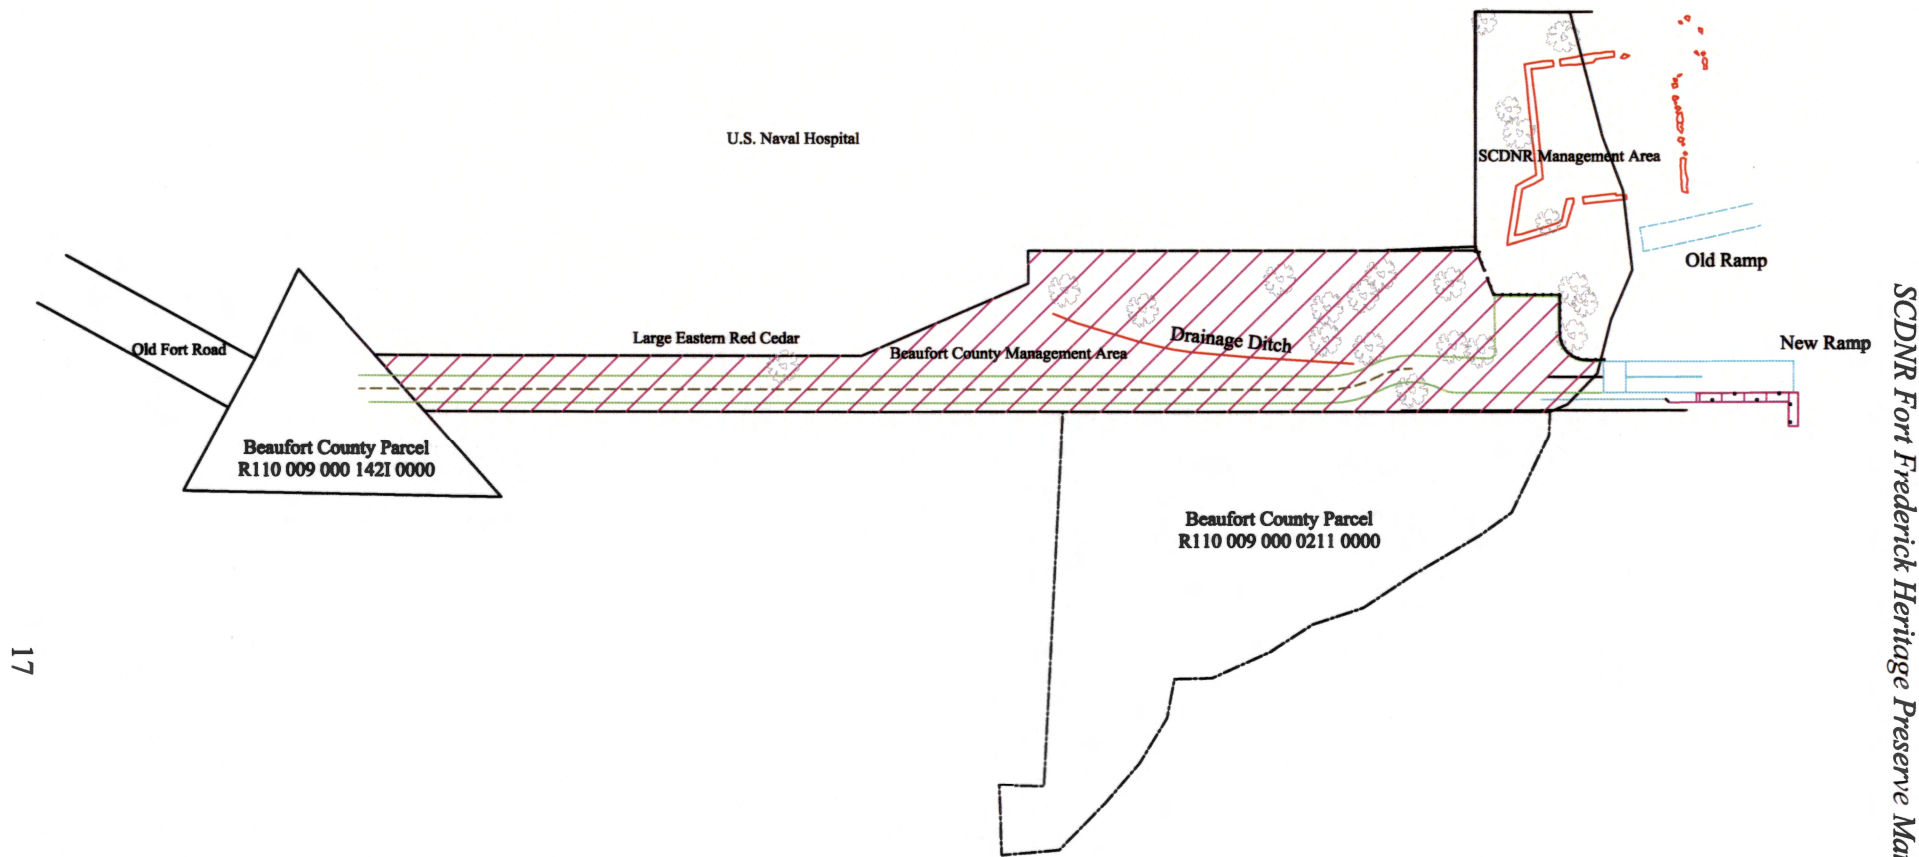 U.S. Naval Hospital
SCDNR Management Area
Old Ramp
New Ramp
Old Fort Road
Large Eastern Red Cedar
Drainage Ditch
Beaufort County Management Area
Beaufort County Parcel
R110 009 000 142I 0000
Beaufort County Parcel
R110 009 000 0211 0000
SCDNR Fort Frederick Heritage Preserve
17